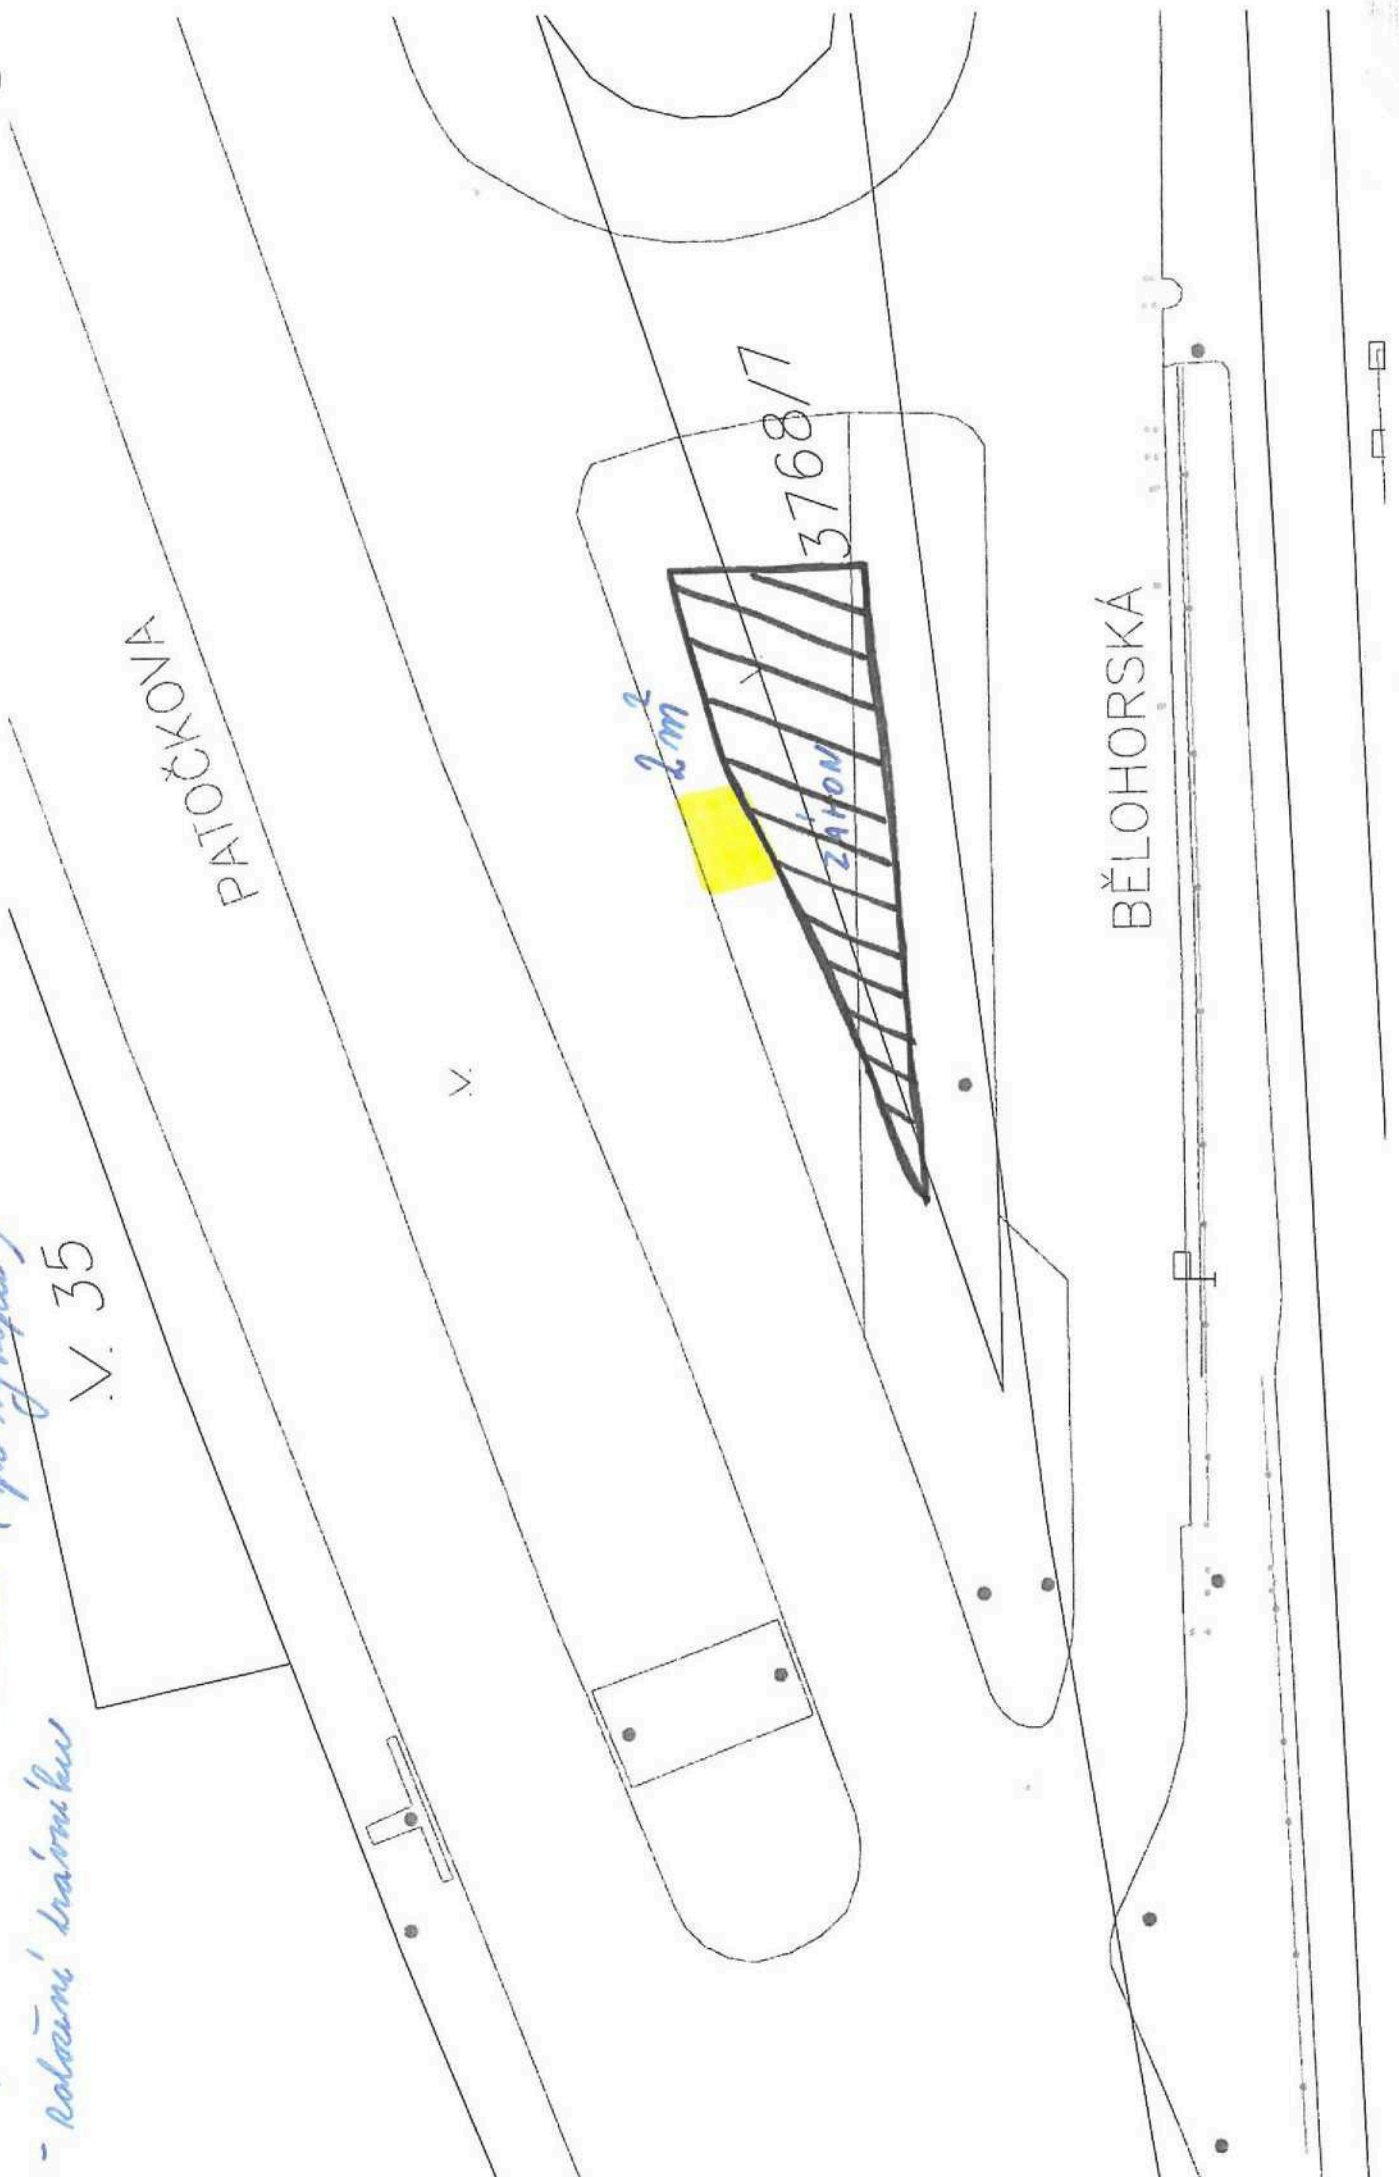 - založení trávníku
V. 35
PATOČKOVA
V.
2 m²
ZÁHON
V
3768/7
BĚLOHORSKÁ